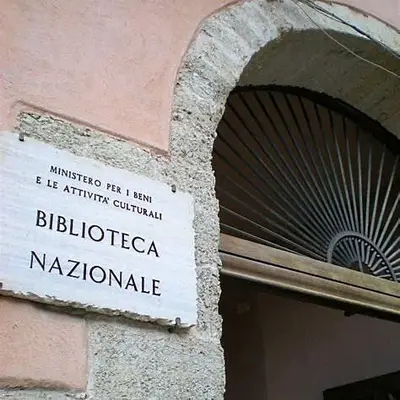 MINISTERO PER I BENI
E LE ATTIVITA' CULTURALI
BIBLIOTECA
NAZIONALE